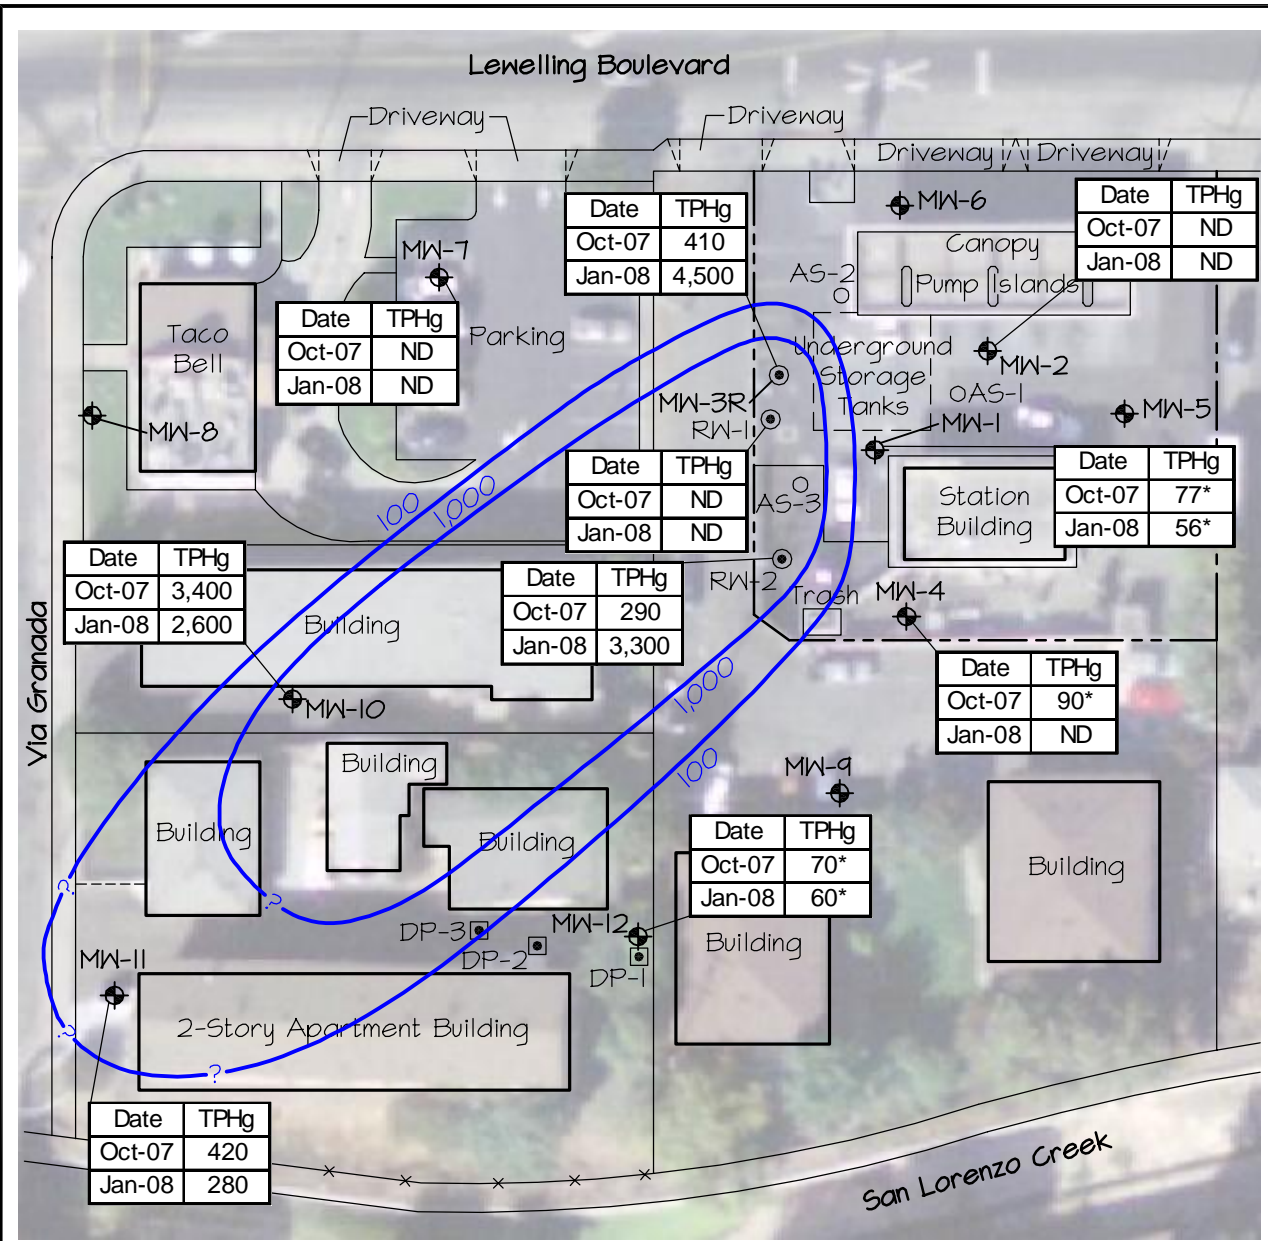 Lewelling Boulevard
Driveway
Driveway
Driveway
Driveway
Date TPHg
Oct-07 410
Jan-08 4,500
MW-6
Date TPHg
Oct-07 ND
Jan-08 ND
MW-7
Canopy
Pump Islands
AS-2
Taco
Bell
Date TPHg
Oct-07 ND
Jan-08 ND
Parking
Underground
Storage
Tanks
MW-2
MW-3R
RW-1
AS-1
MW-5
MW-8
MW-1
Date TPHg
Oct-07 ND
Jan-08 ND
Date TPHg
Oct-07 77*
Jan-08 56*
AS-3
Station
Building
100
1,000
Date TPHg
Oct-07 3,400
Jan-08 2,600
Building
Date TPHg
Oct-07 290
Jan-08 3,300
RW-2
Trash
MW-4
Via Granada
MW-10
1,000
100
Date TPHg
Oct-07 90*
Jan-08 ND
Building
MW-9
Building
Building
Date TPHg
Oct-07 70*
Jan-08 60*
Building
?
?
DP-3
DP-2
MW-12
DP-1
Building
MW-11
2-Story Apartment Building
?
?
Date TPHg
Oct-07 420
Jan-08 280
San Lorenzo Creek